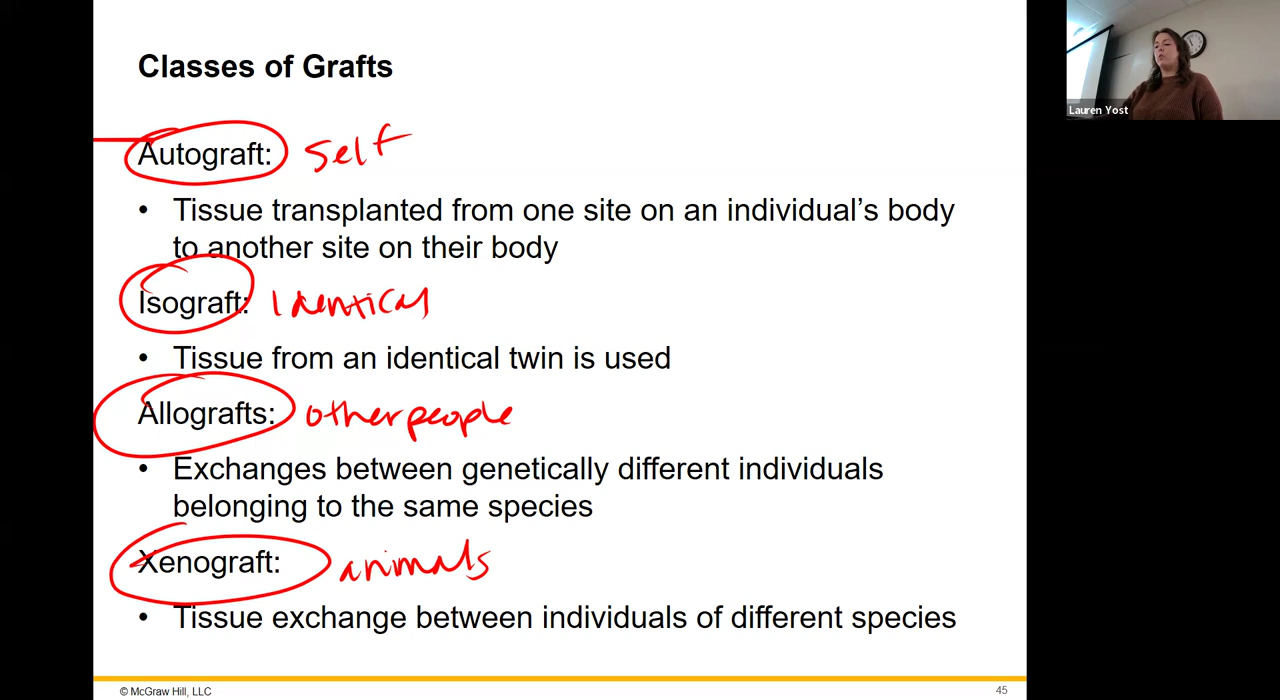 Classes of Grafts
Lauren Yost
Autograft: self
• Tissue transplanted from one site on an individual's body
to another site on their body
Isograft: Identical
• Tissue from an identical twin is used
Allografts: other people
• Exchanges between genetically different individuals
belonging to the same species
Xenograft: animals
• Tissue exchange between individuals of different species
© McGraw Hill, LLC
45